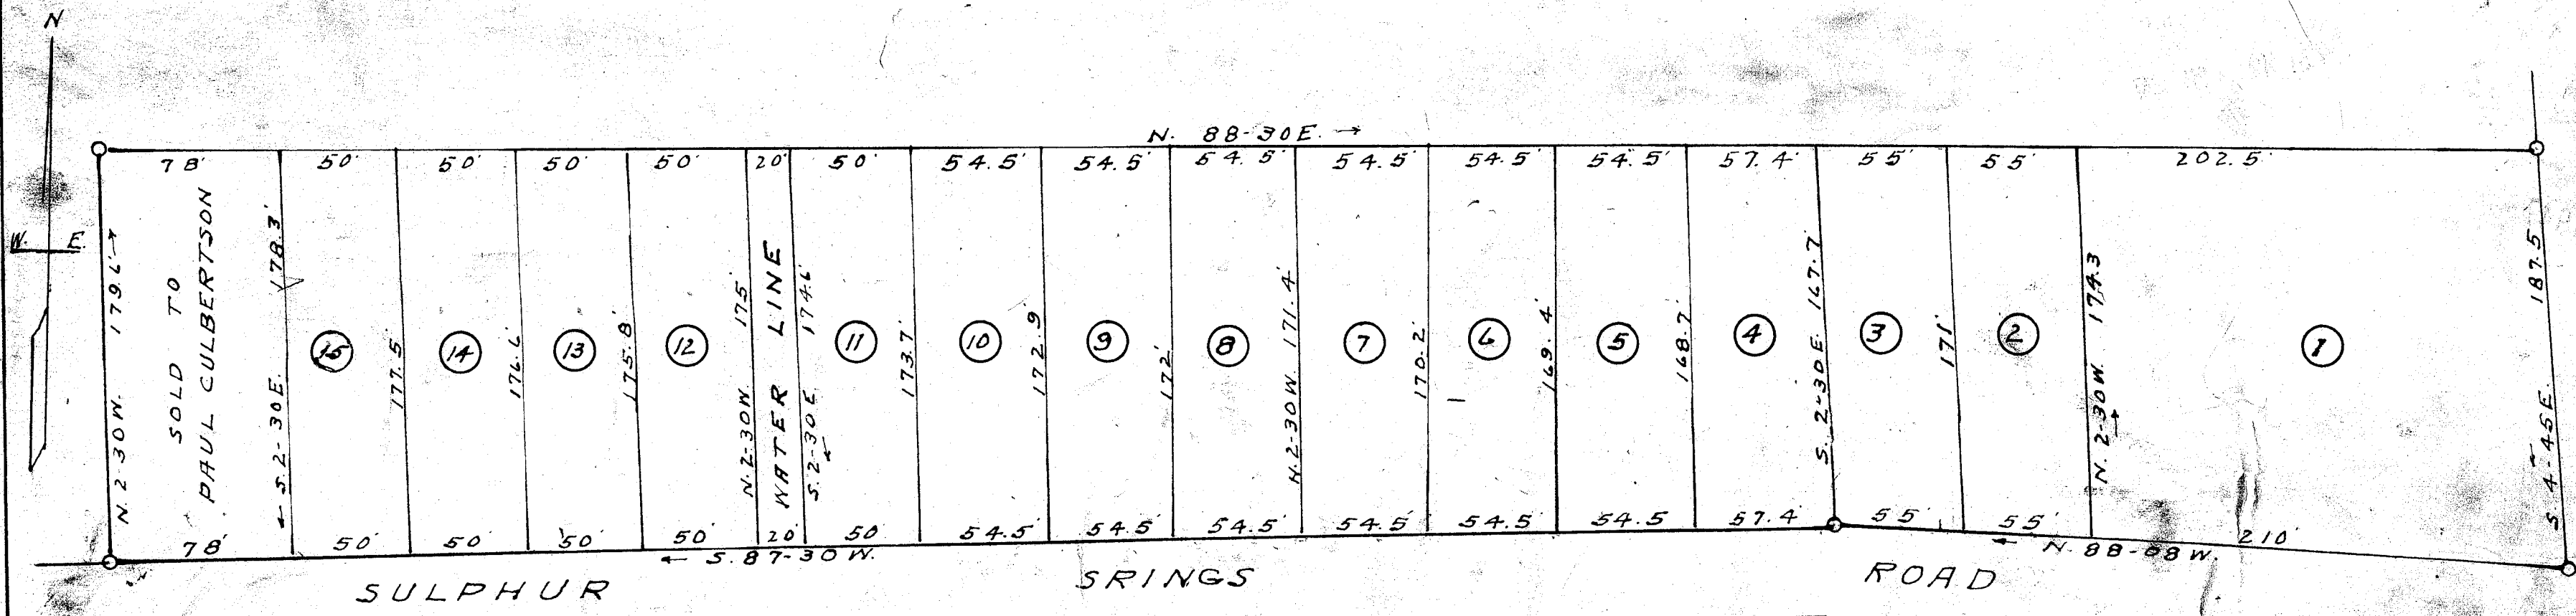 N
W. E.
N. 88-30E. →
78' 50' 50' 50' 50' 20' 50' 54.5' 54.5' 54.5' 54.5' 54.5' 54.5' 57.4' 55' 55' 202.5'
N. 2-30W. 179.6' →
SOLD TO
PAUL CULBERTSON
← S. 2-30E. 178.3'
15
177.5'
14
176.6'
13
175.8'
12
N. 2-30W. 175'
WATER LINE
S. 2-30E. 174.6'
←
11
173.7'
10
172.9'
9
172'
8
N. 2-30W. 171.4'
7
170.2'
6
169.4'
5
168.7'
4
S. 2-30E. 167.7'
3
171'
2
N. 2-30W. 174.3
→
1
S 4-45E. 187.5'
←
78' 50' 50' 50' 50' 20' 50' 54.5' 54.5' 54.5' 54.5' 54.5' 54.5 57.4' 55' 55' 210'
← S. 87-30 W.
← N. 88-08 W.
SULPHUR SRINGS ROAD